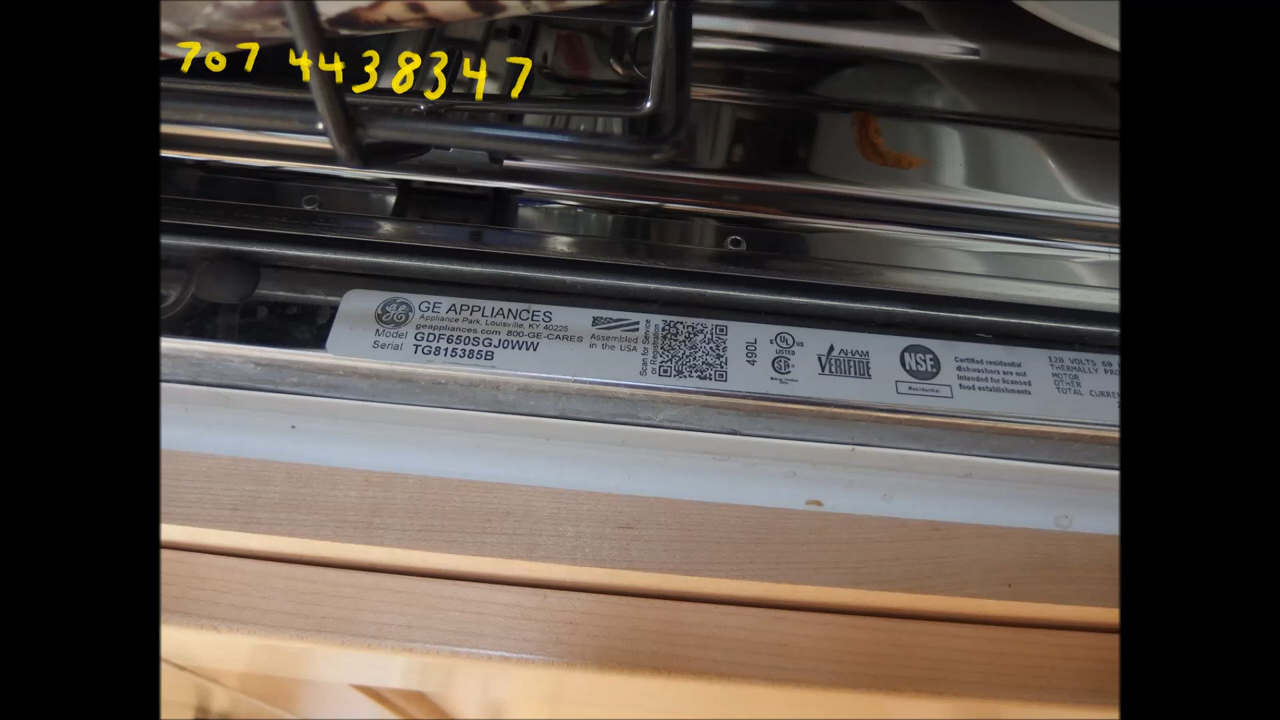 707 4438347
GE APPLIANCES
Appliance Park, Louisville, KY 40225
geappliances.com 800-GE-CARES
Model GDF650SGJ0WW
Serial TG815385B
Assembled
in the USA
Scan for Service
or Registration
490L
UL
LISTED
AHAM
VERIFIDE
NSF
Residential
Certified residential
dishwashers are not
intended for licensed
food establishments
120 VOLTS 60
THERMALLY PRO
MOTOR
OTHER
TOTAL CURRE